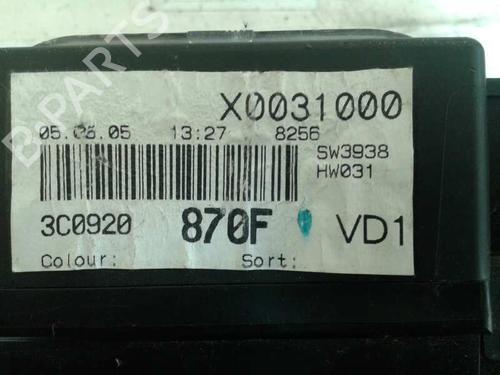 X0031000
05.08.05 13:27 8256
SW3938
HW031
3C0920 870F VD1
Colour: Sort:
B-PARTS